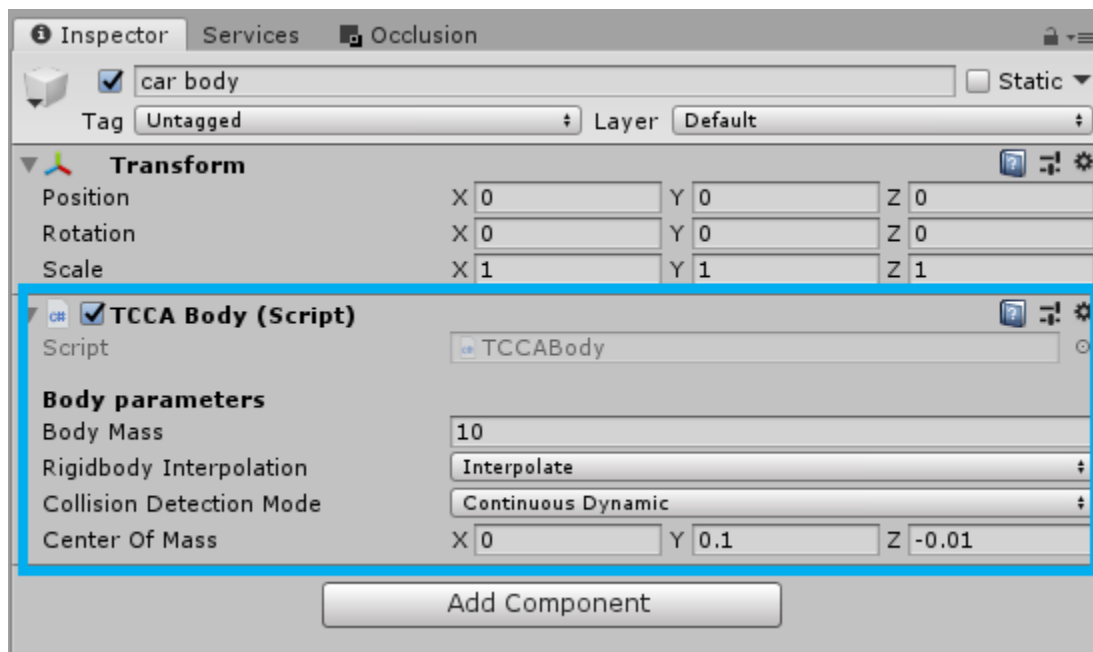 Inspector Services Occlusion
car body Static
Tag Untagged Layer Default
Transform
Position X 0 Y 0 Z 0
Rotation X 0 Y 0 Z 0
Scale X 1 Y 1 Z 1
c# TCCA Body (Script)
Script TCCABody
Body parameters
Body Mass 10
Rigidbody Interpolation Interpolate
Collision Detection Mode Continuous Dynamic
Center Of Mass X 0 Y 0.1 Z -0.01
Add Component